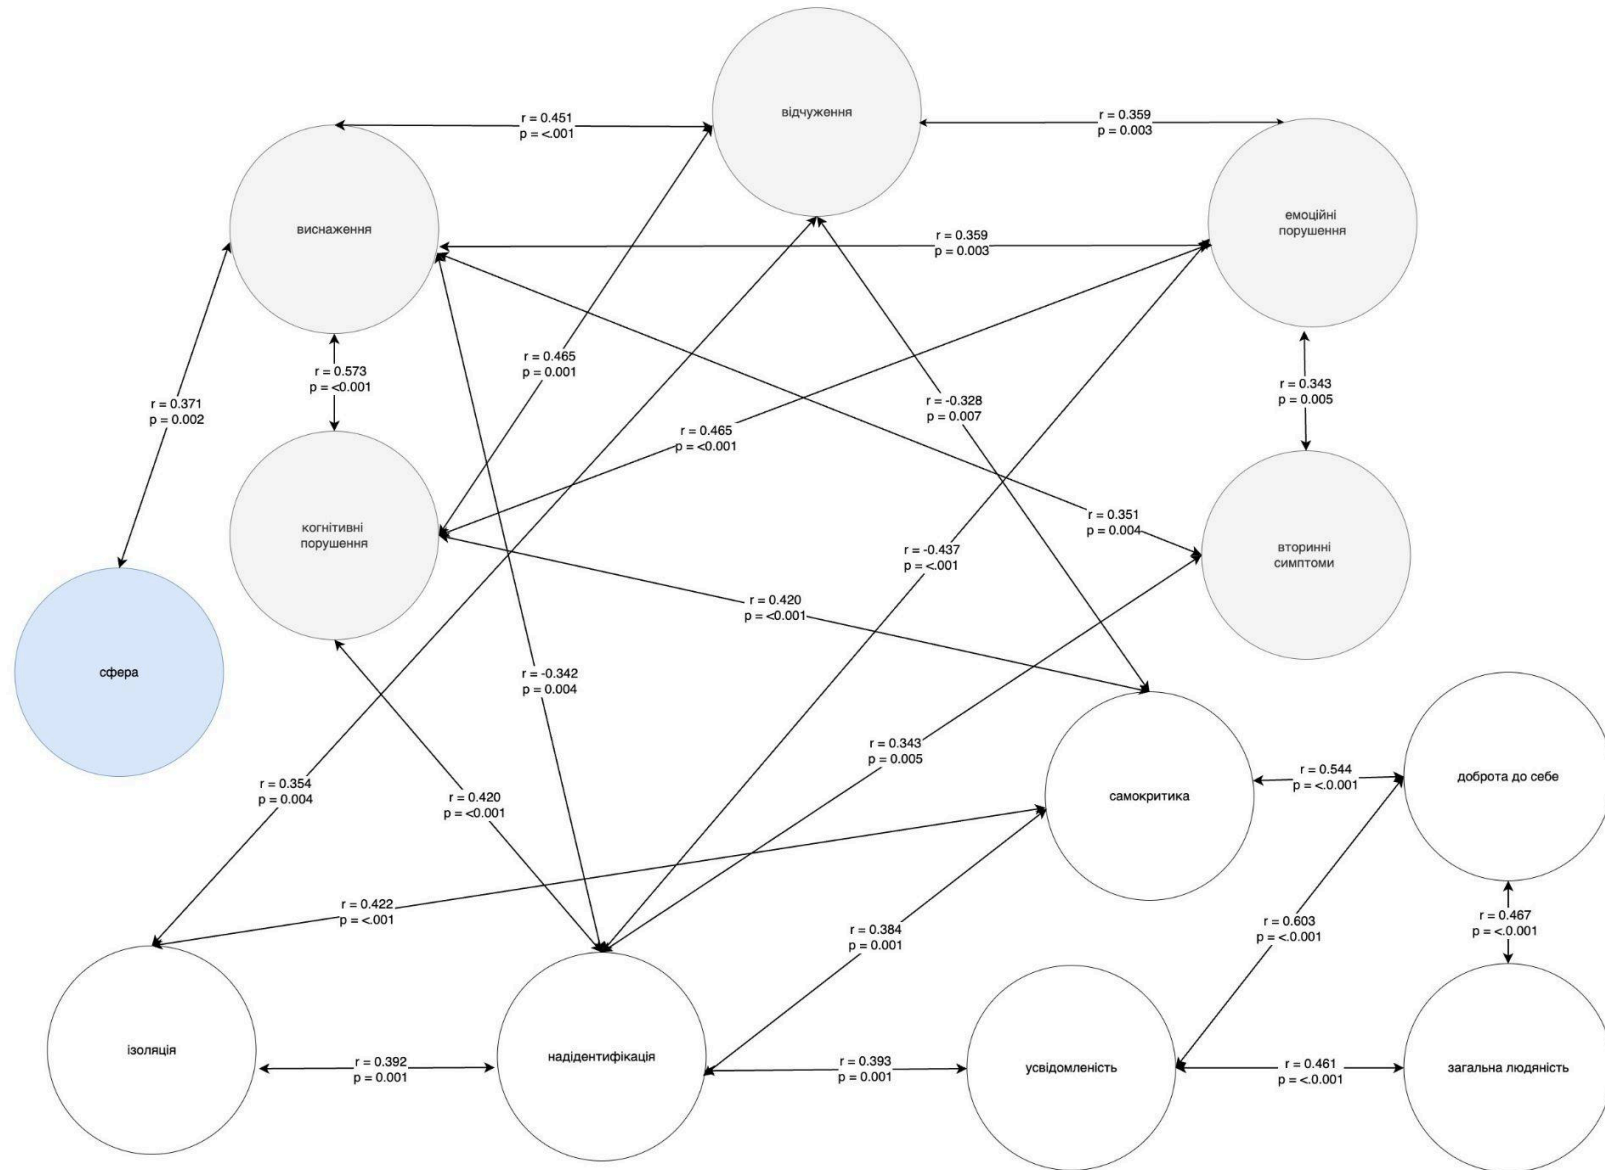 відчуження
r = 0.451
p = <.001
r = 0.359
p = 0.003
виснаження
емоційні
порушення
r = 0.359
p = 0.003
r = 0.465
p = 0.001
r = 0.573
p = <0.001
r = 0.343
p = 0.005
r = -0.328
p = 0.007
r = 0.371
p = 0.002
r = 0.465
p = <0.001
r = 0.351
p = 0.004
когнітивні
порушення
r = -0.437
p = <.001
вторинні
симптоми
r = 0.420
p = <0.001
сфера
r = -0.342
p = 0.004
r = 0.343
p = 0.005
r = 0.544
p = <.0.001
доброта до себе
r = 0.354
p = 0.004
r = 0.420
p = <0.001
самокритика
r = 0.422
p = <.001
r = 0.384
p = 0.001
r = 0.603
p = <.0.001
r = 0.467
p = <.0.001
ізоляція
r = 0.392
p = 0.001
надідентифікація
r = 0.393
p = 0.001
усвідомленість
r = 0.461
p = <.0.001
загальна людяність